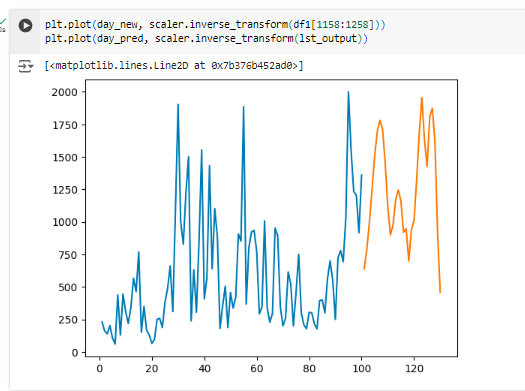 plt.plot(day_new, scaler.inverse_transform(df1[1158:1258]))
plt.plot(day_pred, scaler.inverse_transform(lst_output))
[<matplotlib.lines.Line2D at 0x7b376b452ad0>]
2000
1750
1500
1250
1000
750
500
250
0
0 20 40 60 80 100 120